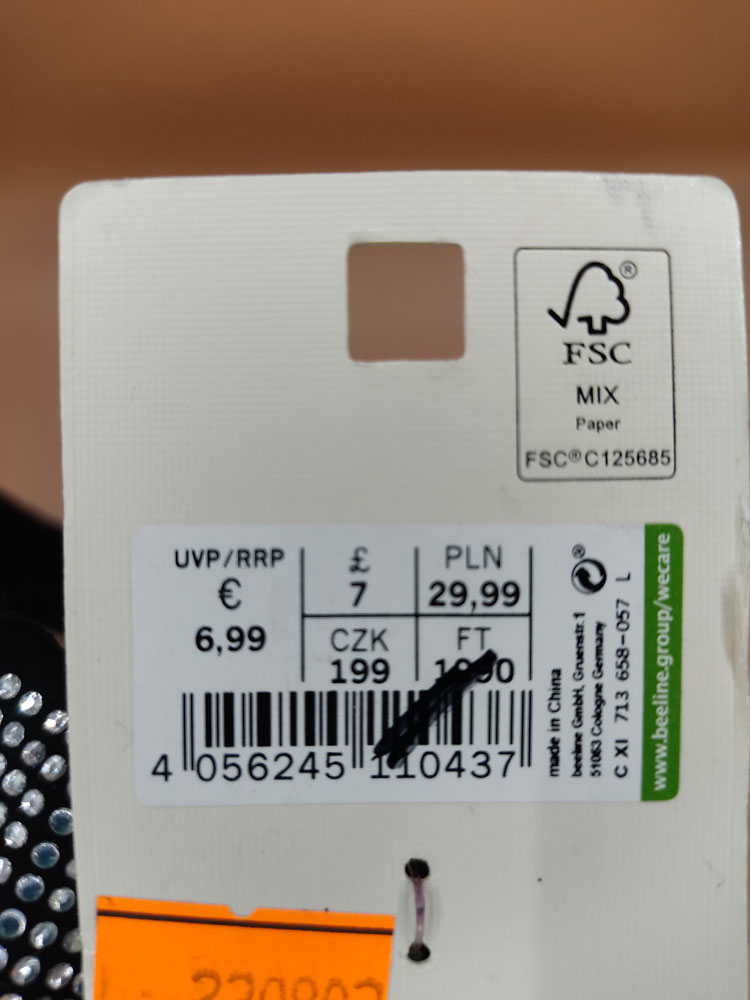 ®
FSC
MIX
Paper
FSC® C125685
UVP/RRP
€
6,99
£
7
PLN
29,99
CZK
199
FT
4 056245 110437
®
made in China
beeline GmbH, Gruenstr.1
51063 Cologne Germany
C XI 713 658-057 L
www.beeline.group/wecare